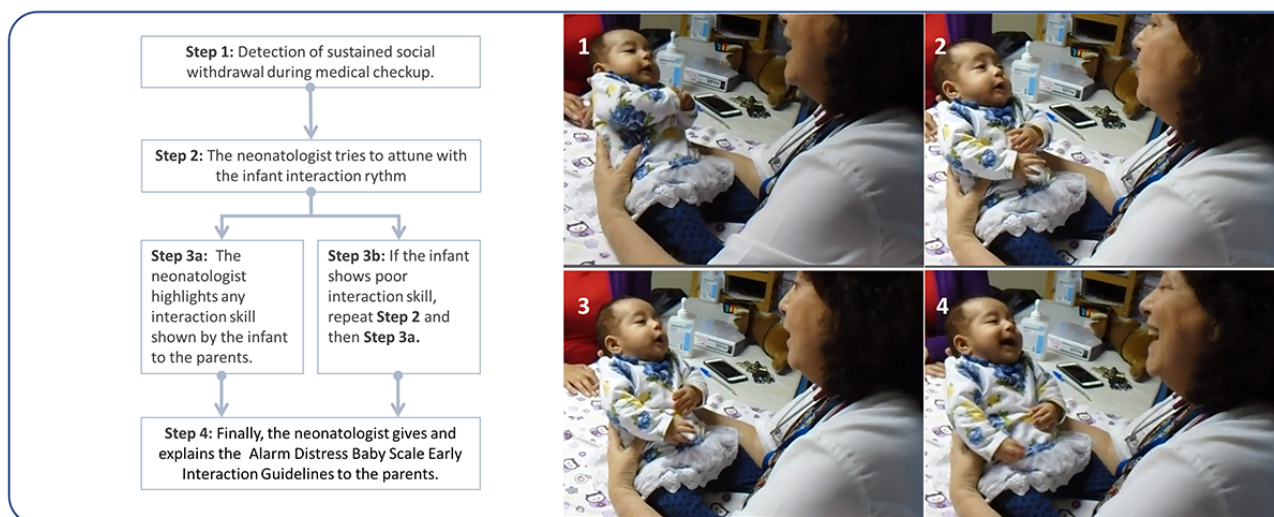 Step 1: Detection of sustained social
withdrawal during medical checkup.
Step 2: The neonatologist tries to attune with
the infant interaction rythm
Step 3a: The
neonatologist
highlights any
interaction skill
shown by the infant
to the parents.
Step 3b: If the infant
shows poor
interaction skill,
repeat Step 2 and
then Step 3a.
Step 4: Finally, the neonatologist gives and
explains the Alarm Distress Baby Scale Early
Interaction Guidelines to the parents.
1
2
3
4